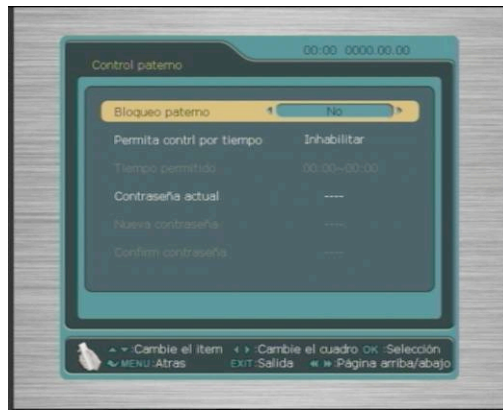 00:00 0000.00.00
Control paterno
Bloqueo paterno No
Permita contrl por tiempo Inhabilitar
Tiempo permitido 00:00~00:00
Contraseña actual ----
Nueva contraseña ----
Confirm contraseña ----
:Cambie el item :Cambie el cuadro OK :Selección
MENU :Atras EXIT :Salida :Página arriba/abajo